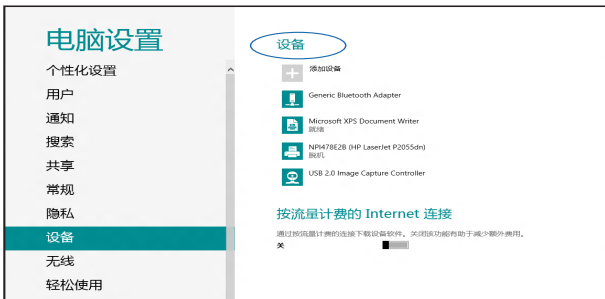 电脑设置
个性化设置
用户
通知
搜索
共享
常规
隐私
设备
无线
轻松使用
设备
添加设备
Generic Bluetooth Adapter
Microsoft XPS Document Writer
就绪
NPI478E2B (HP LaserJet P2055dn)
脱机
USB 2.0 Image Capture Controller
按流量计费的 Internet 连接
通过按流量计费的连接下载设备软件。关闭该功能有助于减少额外费用。
关